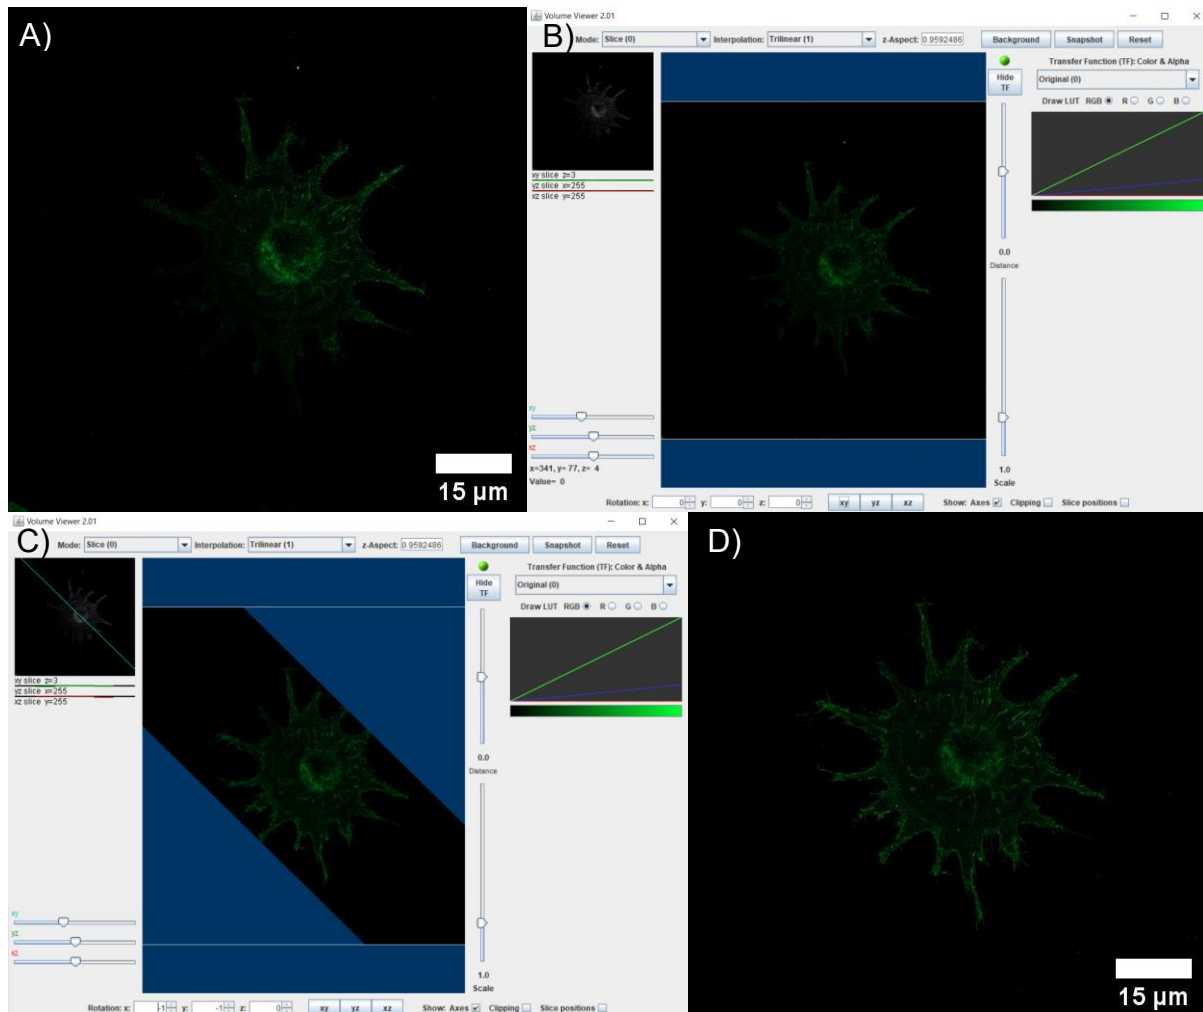 A)
15 µm
Volume Viewer 2.01
B)
Mode: Slice (0) Interpolation: Trilinear (1) z-Aspect: 0.9592486 Background Snapshot Reset
Hide
TF
Transfer Function (TF): Color & Alpha
Original (0)
Draw LUT RGB R G B
xy slice z=3
yz slice x=255
xz slice y=255
0.0
Distance
xy
yz
xz
x=341, y= 77, z= 4
Value= 0
1.0
Scale
Rotation: x: 0 y: 0 z: 0 xy yz xz Show: Axes Clipping Slice positions
Volume Viewer 2.01
C)
Mode: Slice (0) Interpolation: Trilinear (1) z-Aspect: 0.9592486 Background Snapshot Reset
Hide
TF
Transfer Function (TF): Color & Alpha
Original (0)
Draw LUT RGB R G B
xy slice z=3
yz slice x=255
xz slice y=255
0.0
Distance
xy
yz
xz
1.0
Scale
Rotation: x: -1 y: -1 z: 0 xy yz xz Show: Axes Clipping Slice positions
D)
15 µm